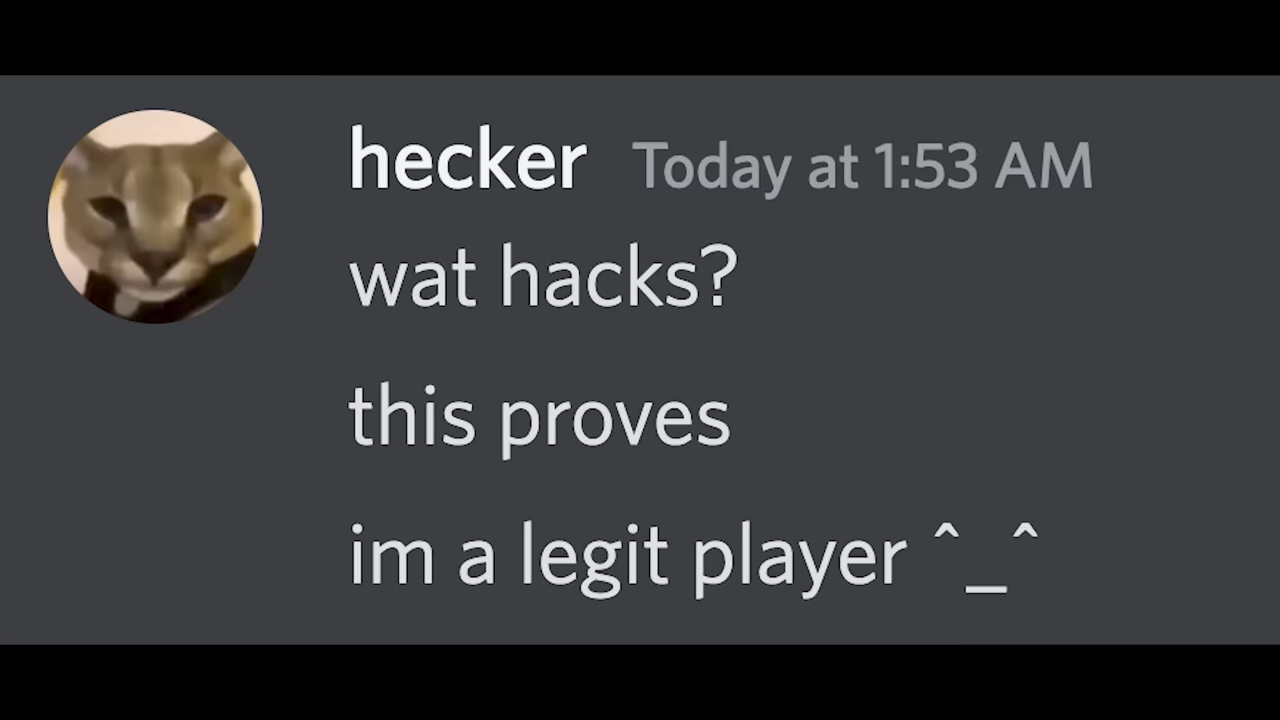 hecker Today at 1:53 AM
wat hacks?
this proves
im a legit player ^_^